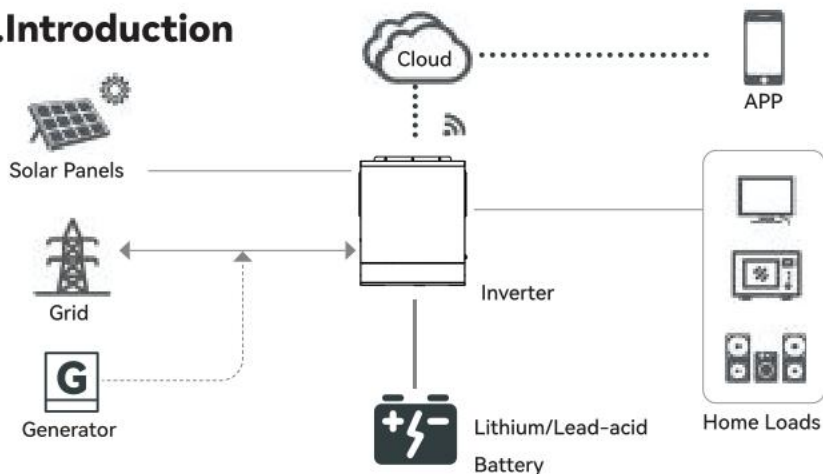 .Introduction
Cloud
APP
Solar Panels
Inverter
Grid
G
Generator
Lithium/Lead-acid
Battery
Home Loads